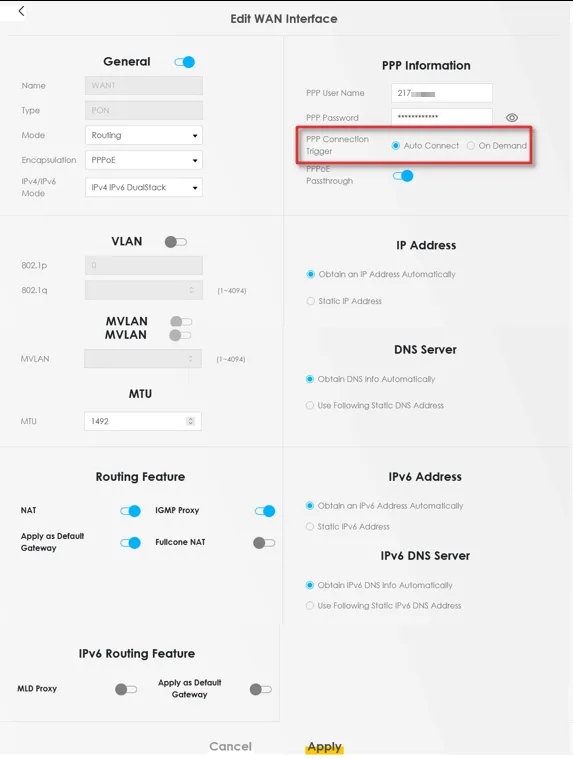 Edit WAN Interface
General
Name
WANT
Type
PON
Mode
Routing
Encapsulation
PPPoE
IPv4/IPv6
Mode
IPv4 IPv6 DualStack
PPP Information
PPP User Name
217
PPP Password
************
PPP Connection
Trigger
Auto Connect
On Demand
PPPoE
Passthrough
VLAN
802.1p
0
802.1q
(1~4094)
MVLAN
MVLAN
MVLAN
(1~4094)
MTU
MTU
1492
IP Address
Obtain an IP Address Automatically
Static IP Address
DNS Server
Obtain DNS Info Automatically
Use Following Static DNS Address
Routing Feature
NAT
IGMP Proxy
Apply as Default
Gateway
Fullcone NAT
IPv6 Address
Obtain an IPv6 Address Automatically
Static IPv6 Address
IPv6 DNS Server
Obtain IPv6 DNS Info Automatically
Use Following Static IPv6 DNS Address
IPv6 Routing Feature
MLD Proxy
Apply as Default
Gateway
Cancel
Apply